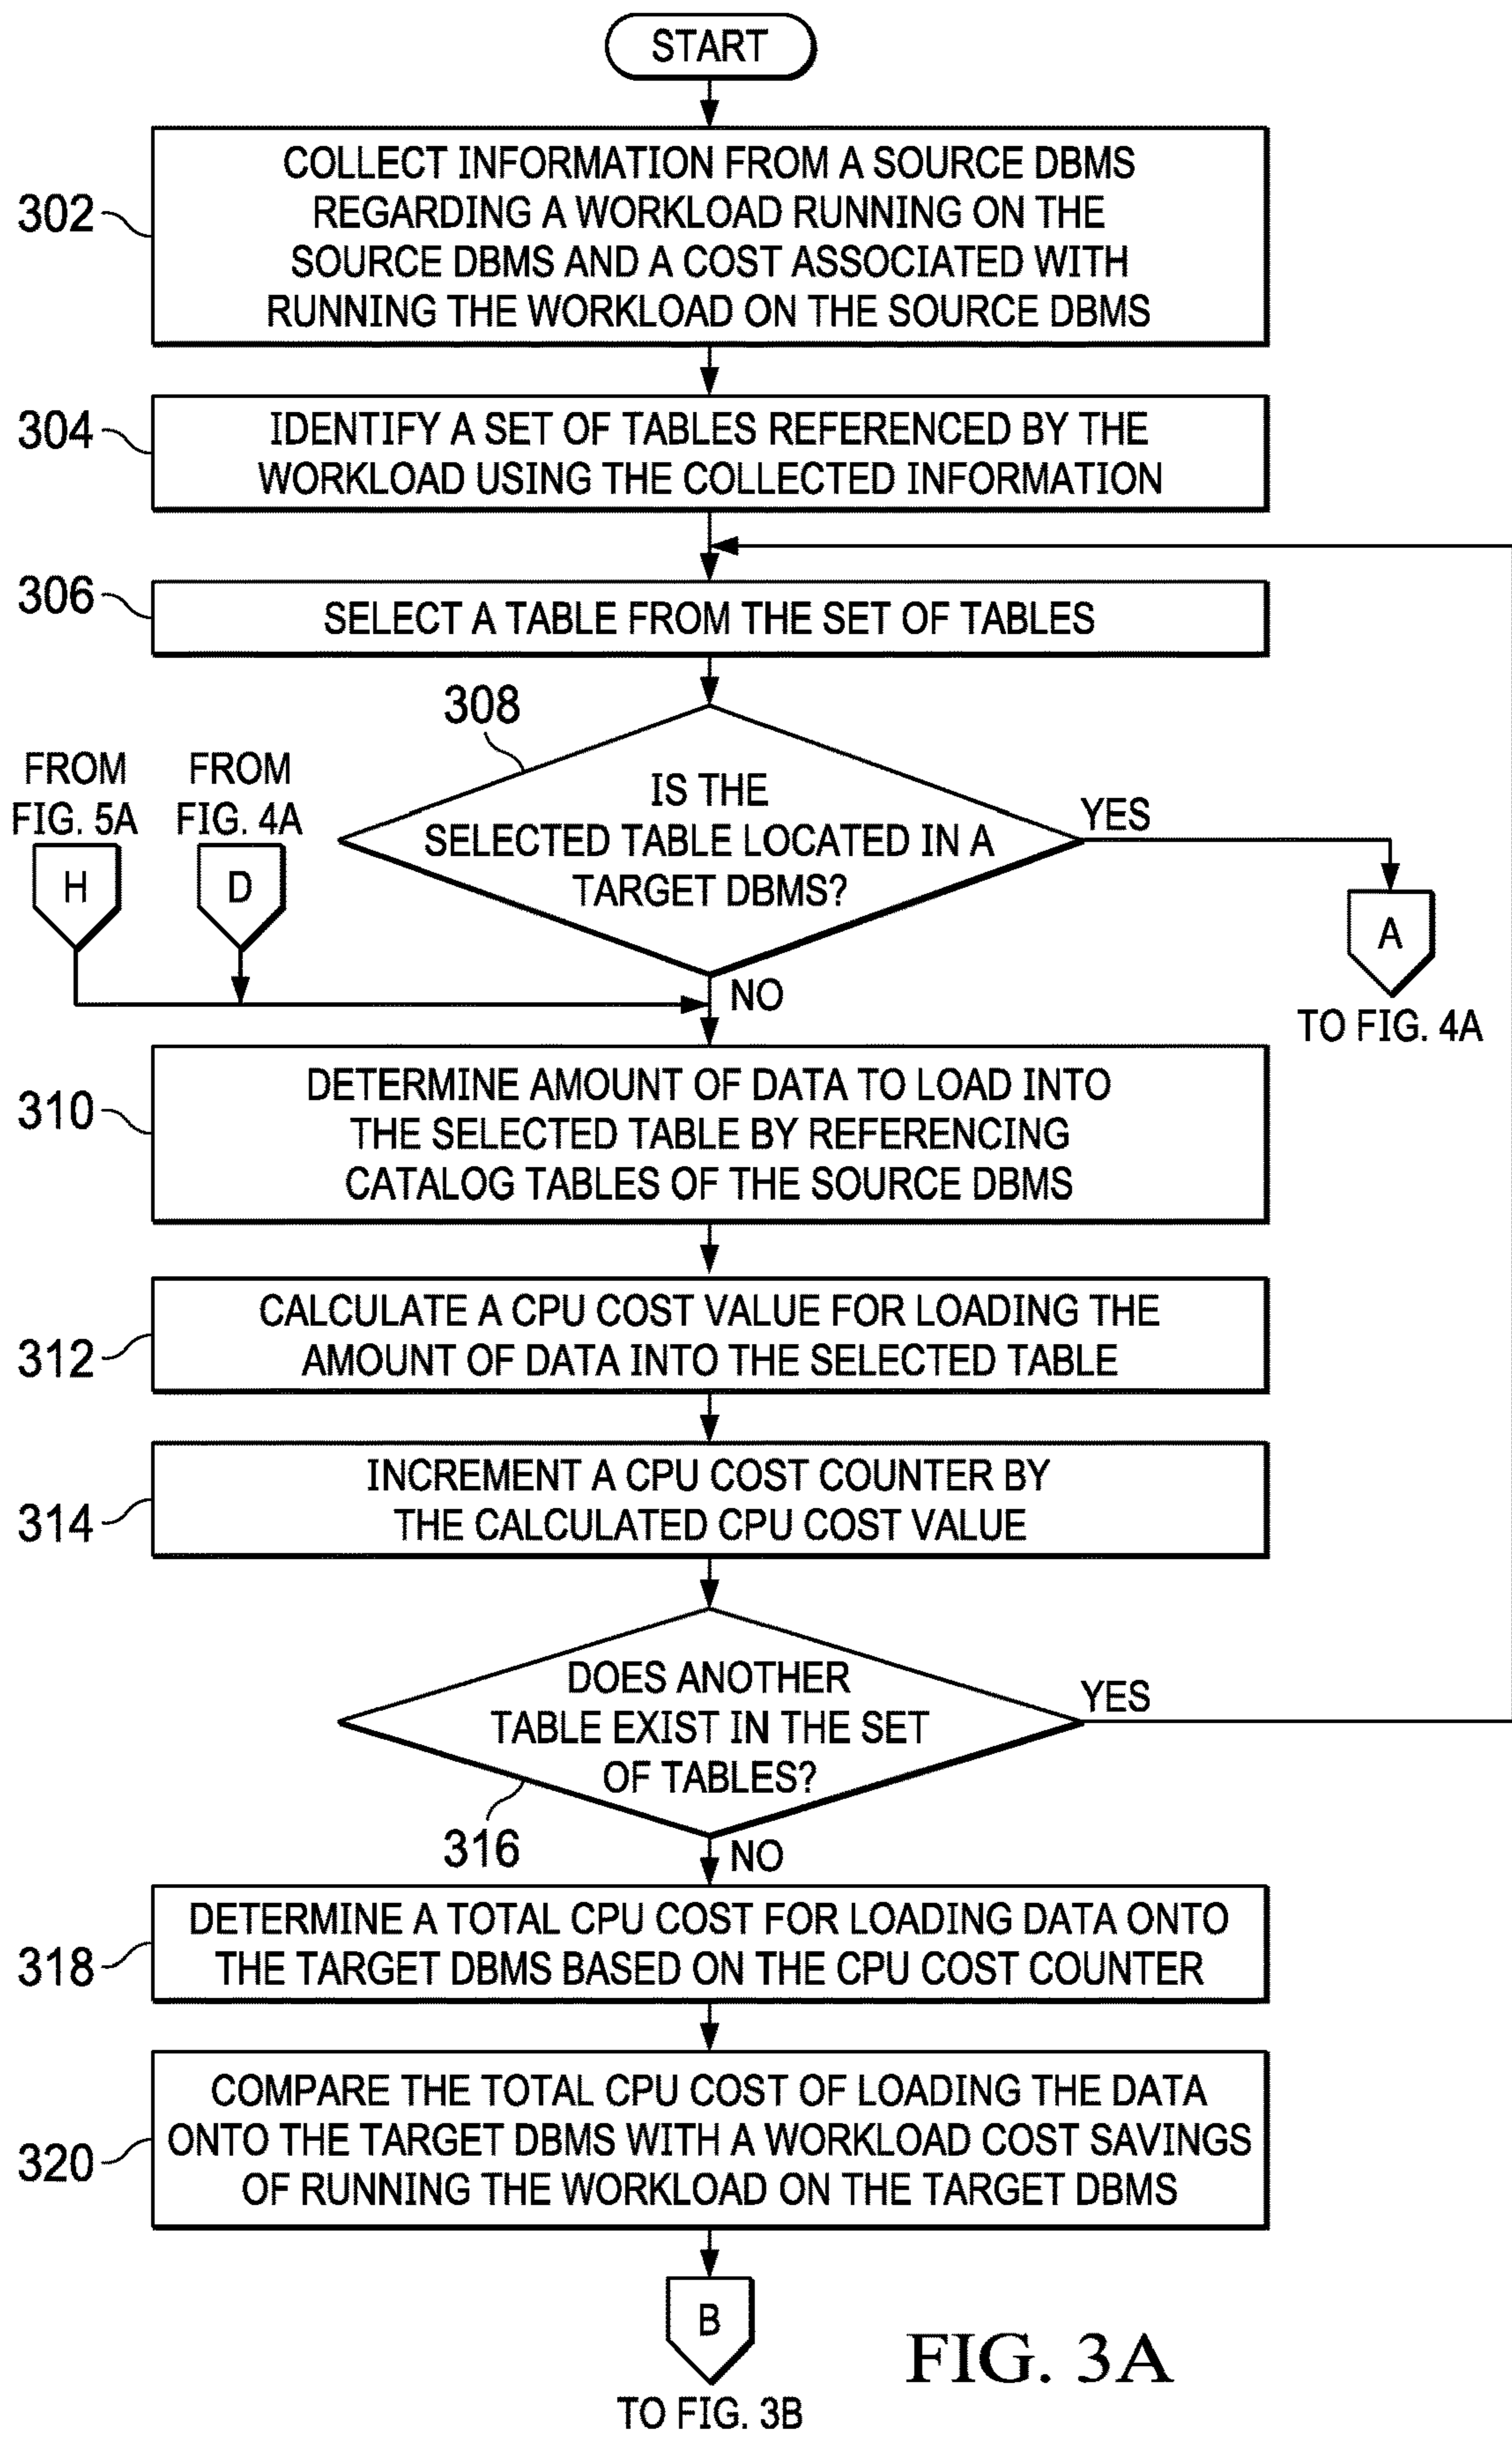 START
302
COLLECT INFORMATION FROM A SOURCE DBMS
REGARDING A WORKLOAD RUNNING ON THE
SOURCE DBMS AND A COST ASSOCIATED WITH
RUNNING THE WORKLOAD ON THE SOURCE DBMS
304
IDENTIFY A SET OF TABLES REFERENCED BY THE
WORKLOAD USING THE COLLECTED INFORMATION
306
SELECT A TABLE FROM THE SET OF TABLES
308
IS THE
SELECTED TABLE LOCATED IN A
TARGET DBMS?
YES
A
TO FIG. 4A
FROM
FIG. 5A
H
FROM
FIG. 4A
D
NO
310
DETERMINE AMOUNT OF DATA TO LOAD INTO
THE SELECTED TABLE BY REFERENCING
CATALOG TABLES OF THE SOURCE DBMS
312
CALCULATE A CPU COST VALUE FOR LOADING THE
AMOUNT OF DATA INTO THE SELECTED TABLE
314
INCREMENT A CPU COST COUNTER BY
THE CALCULATED CPU COST VALUE
DOES ANOTHER
TABLE EXIST IN THE SET
OF TABLES?
YES
316
NO
318
DETERMINE A TOTAL CPU COST FOR LOADING DATA ONTO
THE TARGET DBMS BASED ON THE CPU COST COUNTER
320
COMPARE THE TOTAL CPU COST OF LOADING THE DATA
ONTO THE TARGET DBMS WITH A WORKLOAD COST SAVINGS
OF RUNNING THE WORKLOAD ON THE TARGET DBMS
B
TO FIG. 3B
FIG. 3A